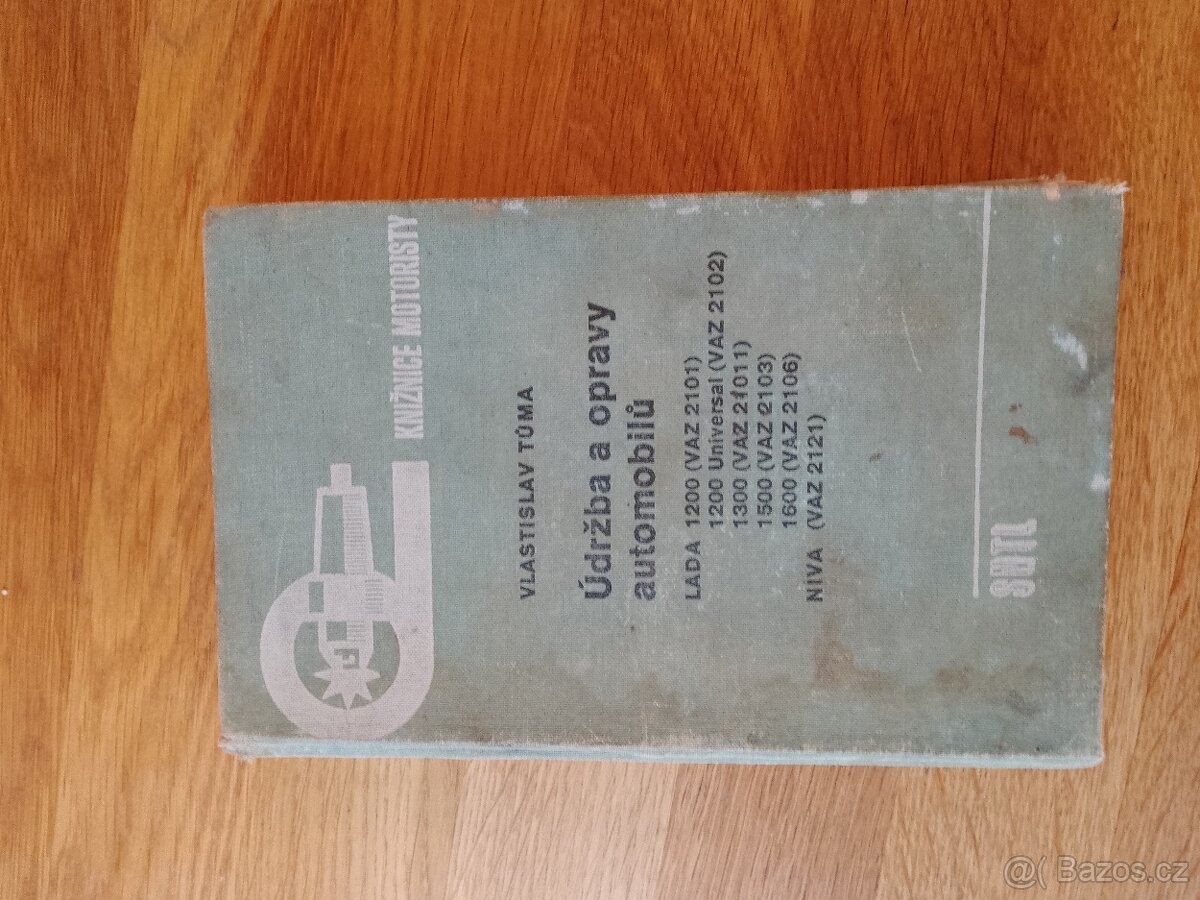 KNIŽNICE MOTORISTY
VLASTISLAV TŮMA
Údržba a opravy
automobilů
LADA 1200 (VAZ 2101)
1200 Universal (VAZ 2102)
1300 (VAZ 21011)
1500 (VAZ 2103)
1600 (VAZ 2106)
NIVA (VAZ 2121)
SNTL
@( Bazos.cz